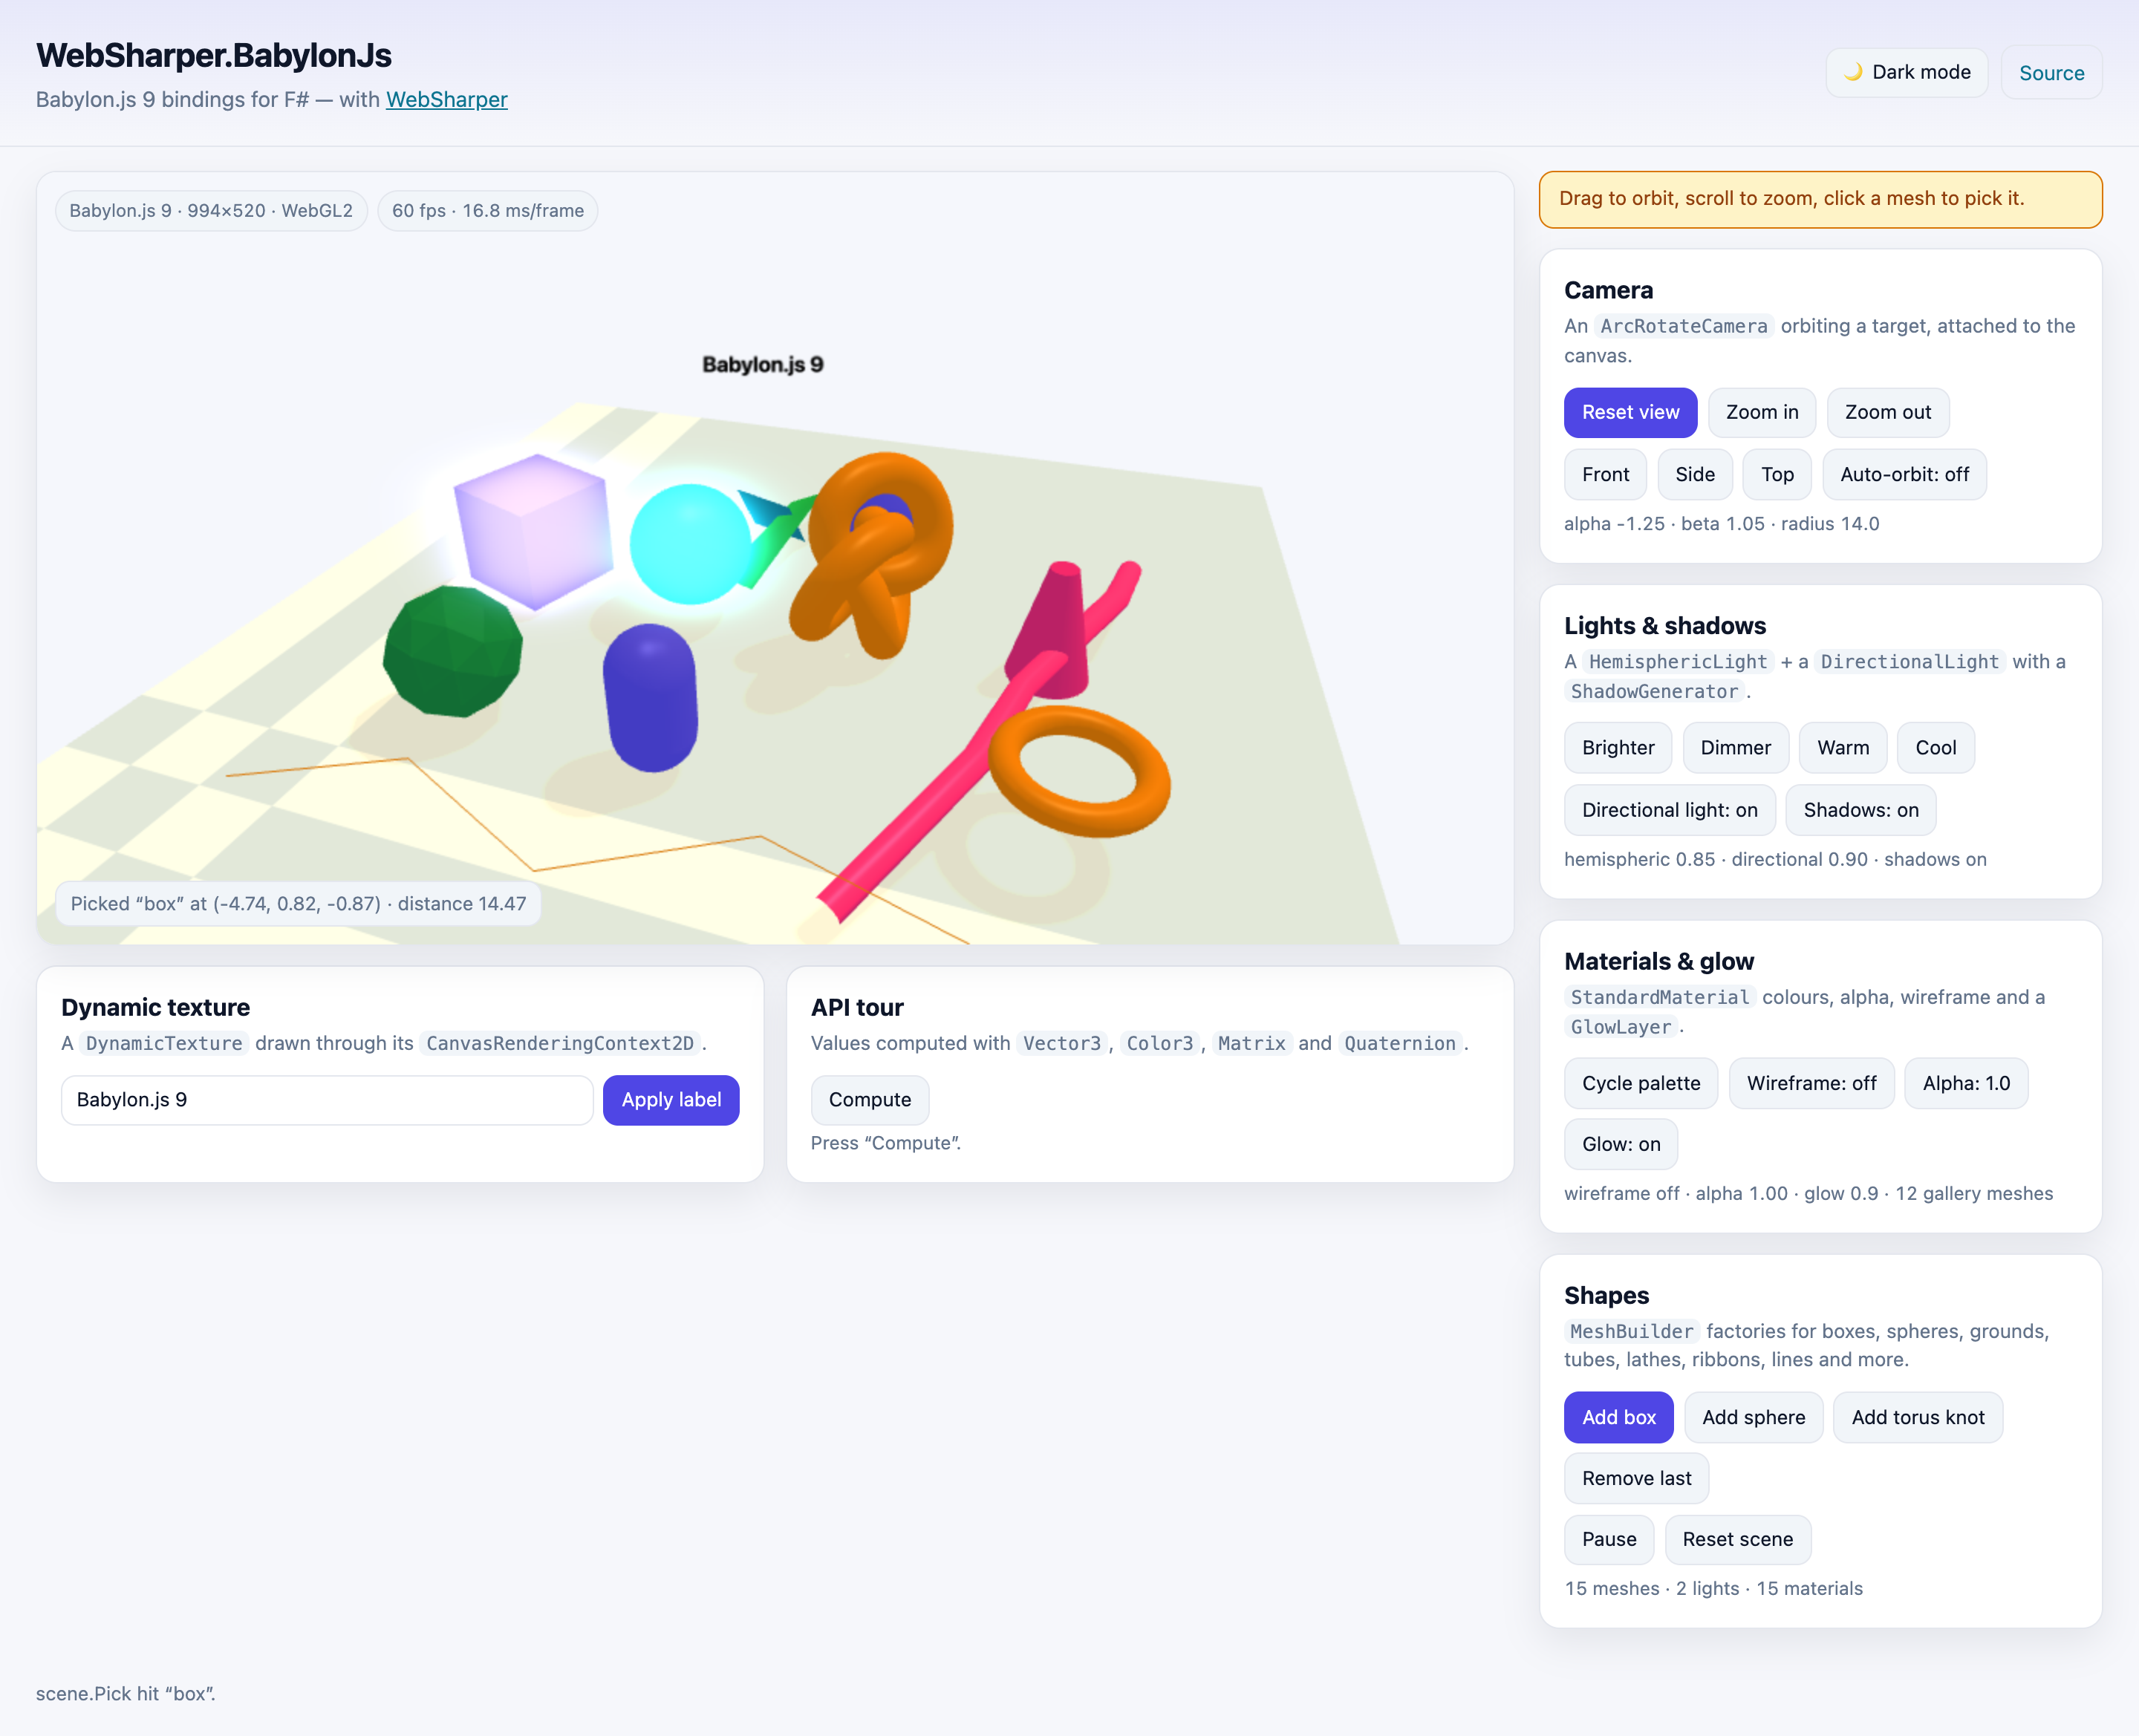 WebSharper.BabylonJs
Babylon.js 9 bindings for F# — with WebSharper
🌙 Dark mode
Source
Babylon.js 9 · 994×520 · WebGL2
60 fps · 16.8 ms/frame
Babylon.js 9
Picked “box” at (-4.74, 0.82, -0.87) · distance 14.47
Dynamic texture
A DynamicTexture drawn through its CanvasRenderingContext2D.
Babylon.js 9
Apply label
API tour
Values computed with Vector3, Color3, Matrix and Quaternion.
Compute
Press “Compute”.
Drag to orbit, scroll to zoom, click a mesh to pick it.
Camera
An ArcRotateCamera orbiting a target, attached to the
canvas.
Reset view Zoom in Zoom out
Front Side Top Auto-orbit: off
alpha -1.25 · beta 1.05 · radius 14.0
Lights & shadows
A HemisphericLight + a DirectionalLight with a
ShadowGenerator.
Brighter Dimmer Warm Cool
Directional light: on Shadows: on
hemispheric 0.85 · directional 0.90 · shadows on
Materials & glow
StandardMaterial colours, alpha, wireframe and a
GlowLayer.
Cycle palette Wireframe: off Alpha: 1.0
Glow: on
wireframe off · alpha 1.00 · glow 0.9 · 12 gallery meshes
Shapes
MeshBuilder factories for boxes, spheres, grounds,
tubes, lathes, ribbons, lines and more.
Add box Add sphere Add torus knot
Remove last
Pause Reset scene
15 meshes · 2 lights · 15 materials
scene.Pick hit “box”.